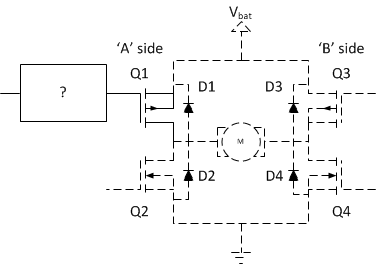 Vbat
'A' side
'B' side
Q1
D1
D3
Q3
?
M
D2
D4
Q2
Q4